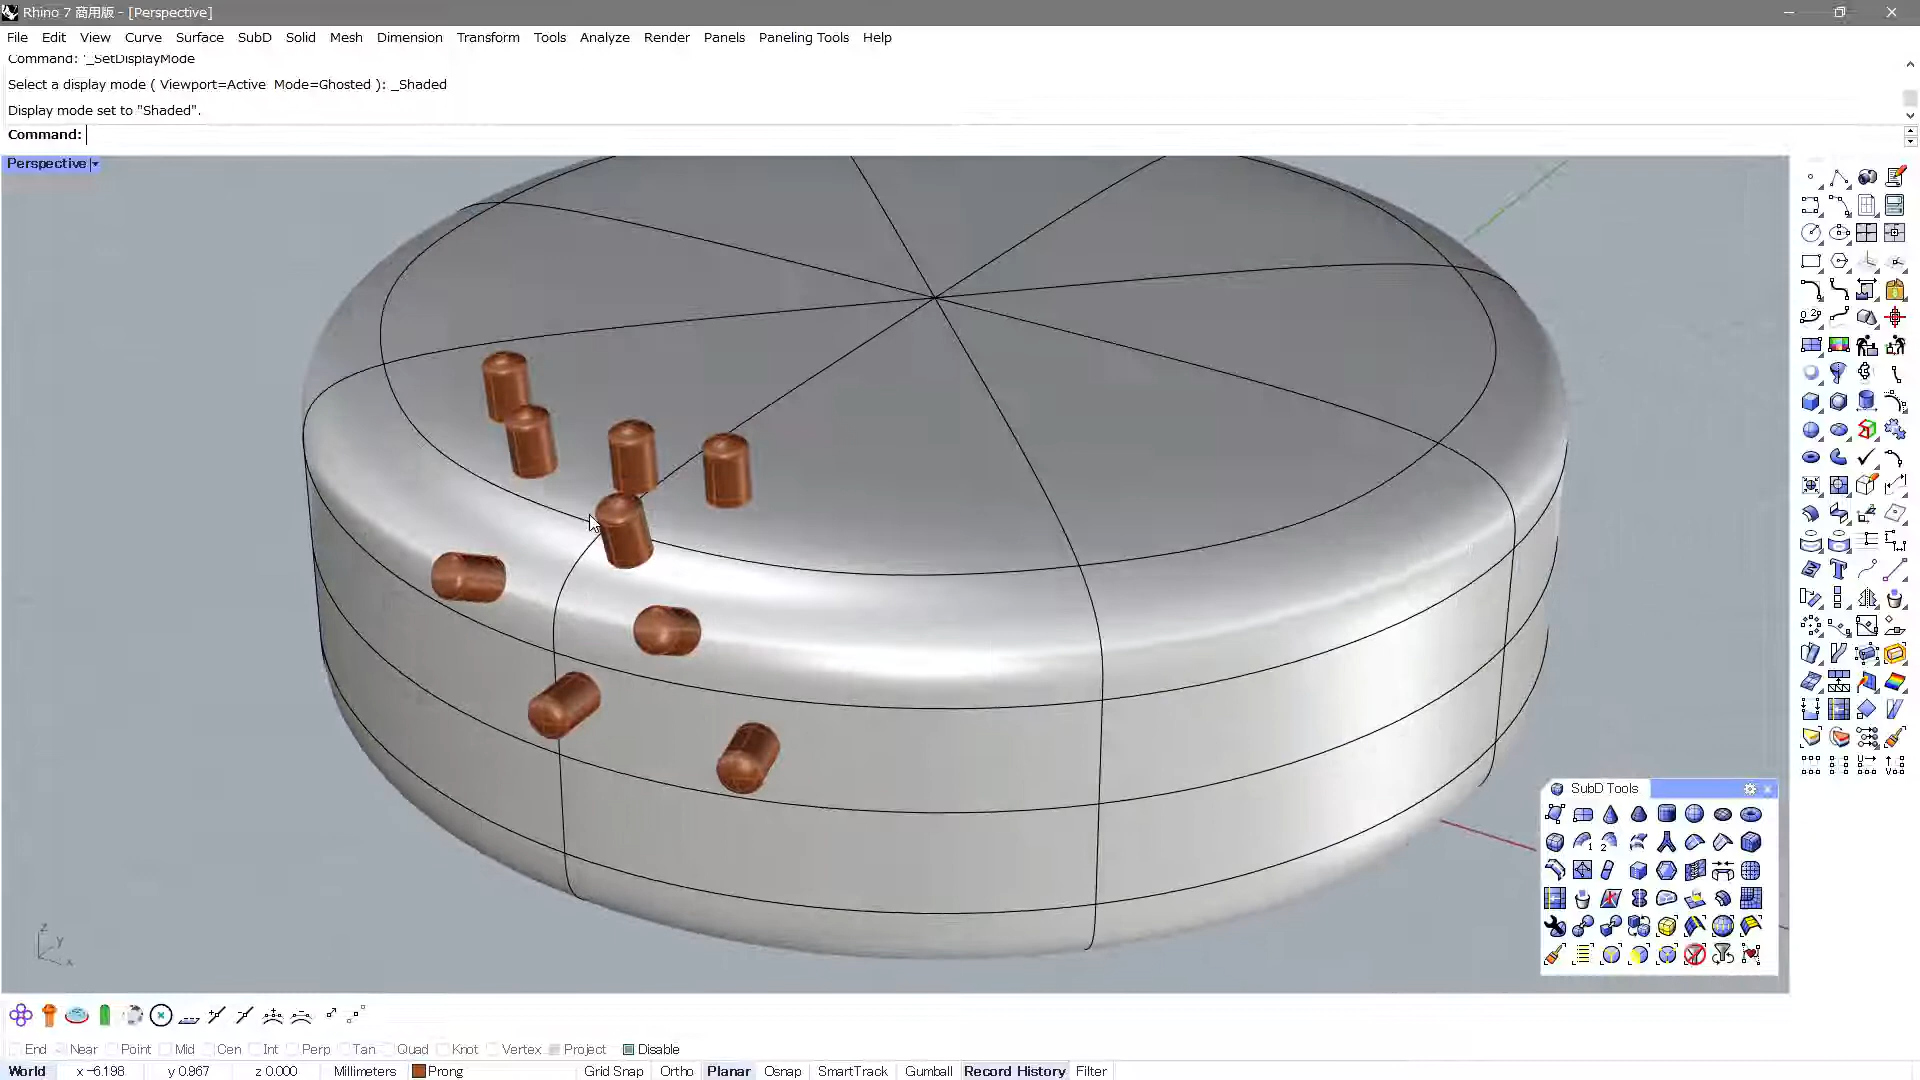 Rhino 7 商用版 - [Perspective]
File Edit View Curve Surface SubD Solid Mesh Dimension Transform Tools Analyze Render Panels Paneling Tools Help
Command: '_SetDisplayMode
Select a display mode ( Viewport=Active Mode=Ghosted ): _Shaded
Display mode set to "Shaded".
Command:
Perspective
SubD Tools
z
y
x
End Near Point Mid Cen Int Perp Tan Quad Knot Vertex Project Disable
World x -6.198 y 0.967 z 0.000 Millimeters Prong Grid Snap Ortho Planar Osnap SmartTrack Gumball Record History Filter